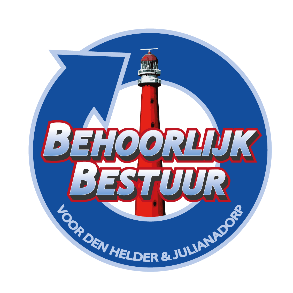 BEHOORLIJK
BESTUUR
VOOR DEN HELDER & JULIANADORP